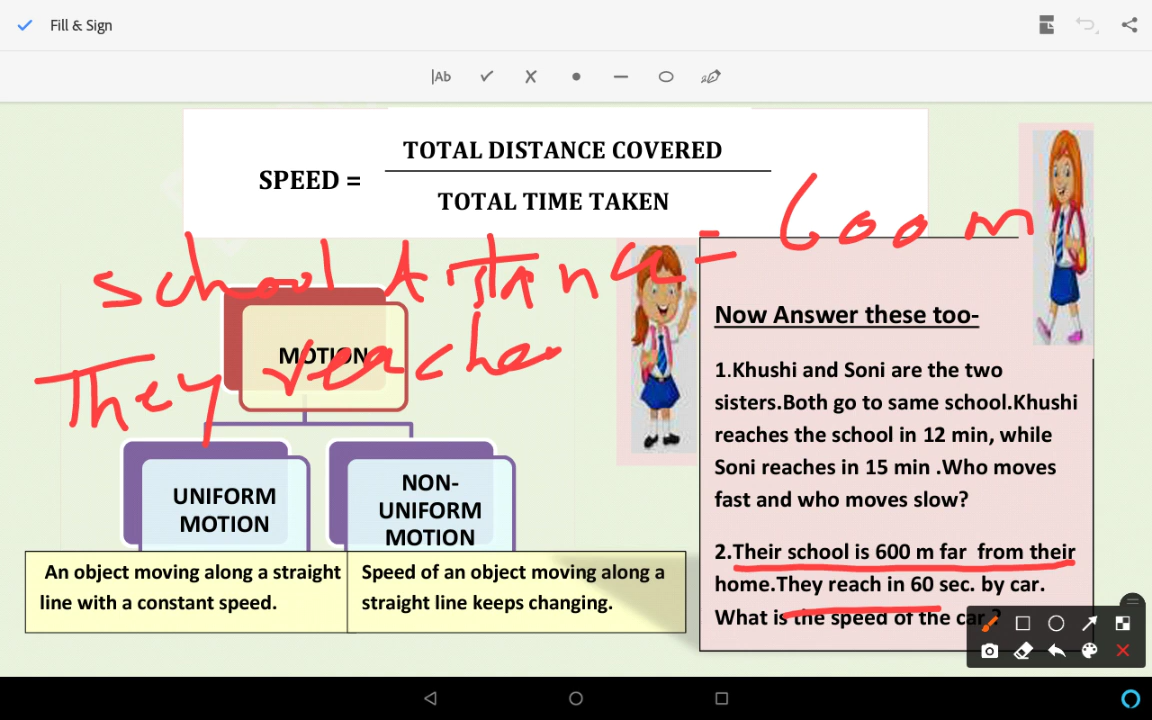 Fill & Sign
|Ab
TOTAL DISTANCE COVERED
SPEED =
TOTAL TIME TAKEN
school distance = 600 m
They reaches
MOTION
UNIFORM
MOTION
NON-
UNIFORM
MOTION
An object moving along a straight
line with a constant speed.
Speed of an object moving along a
straight line keeps changing.
Now Answer these too-
1.Khushi and Soni are the two
sisters.Both go to same school.Khushi
reaches the school in 12 min, while
Soni reaches in 15 min .Who moves
fast and who moves slow?
2.Their school is 600 m far from their
home.They reach in 60 sec. by car.
What is the speed of the car ?